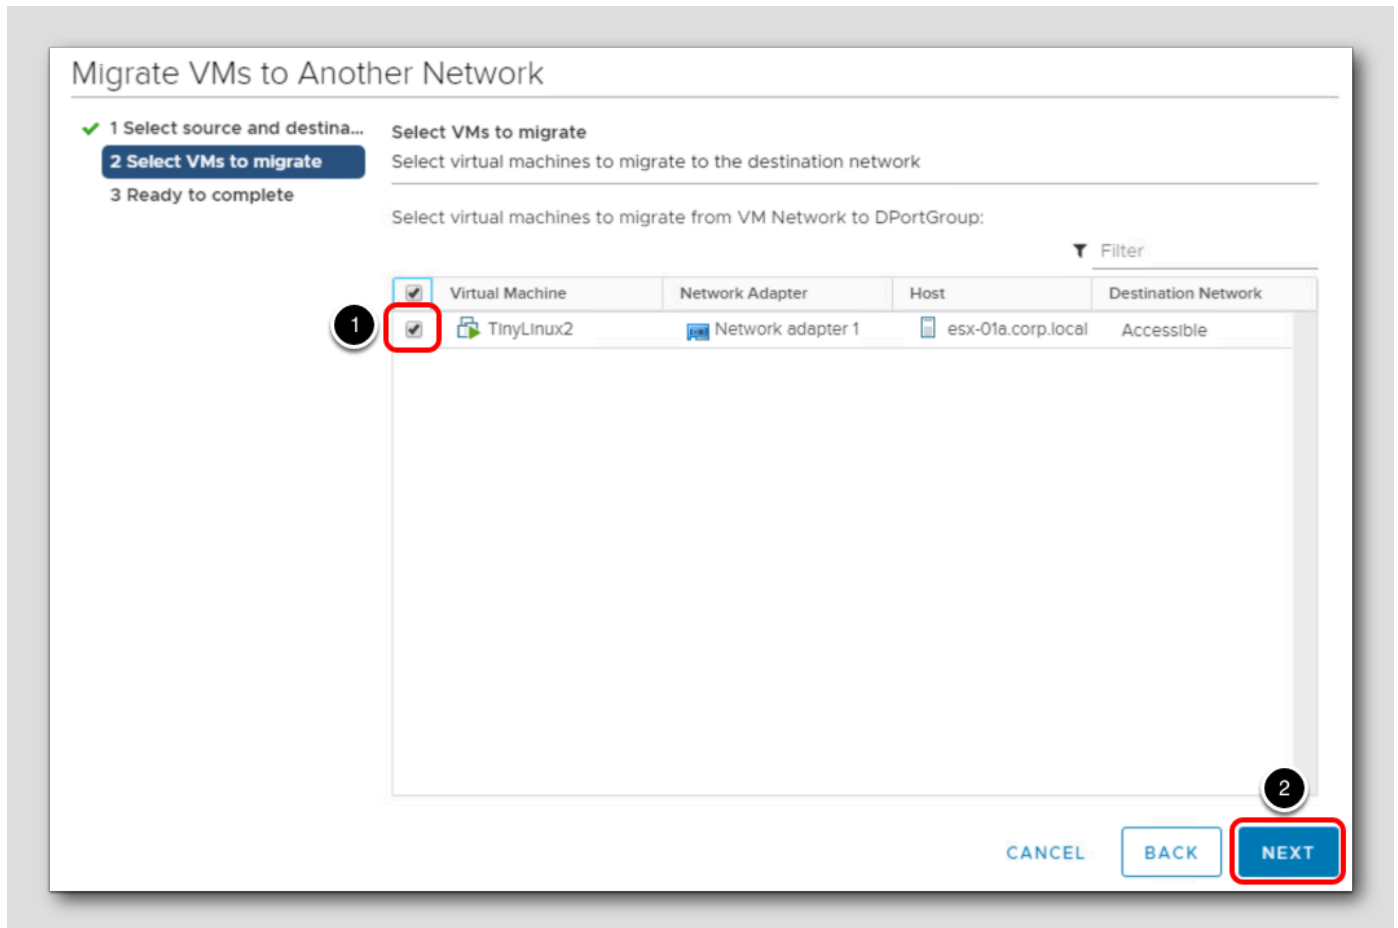 Migrate VMs to Another Network
1 Select source and destina...
2 Select VMs to migrate
3 Ready to complete
Select VMs to migrate
Select virtual machines to migrate to the destination network
Select virtual machines to migrate from VM Network to DPortGroup:
Filter
Virtual Machine Network Adapter Host Destination Network
1 TinyLinux2 Network adapter 1 esx-01a.corp.local Accessible
2
CANCEL BACK NEXT